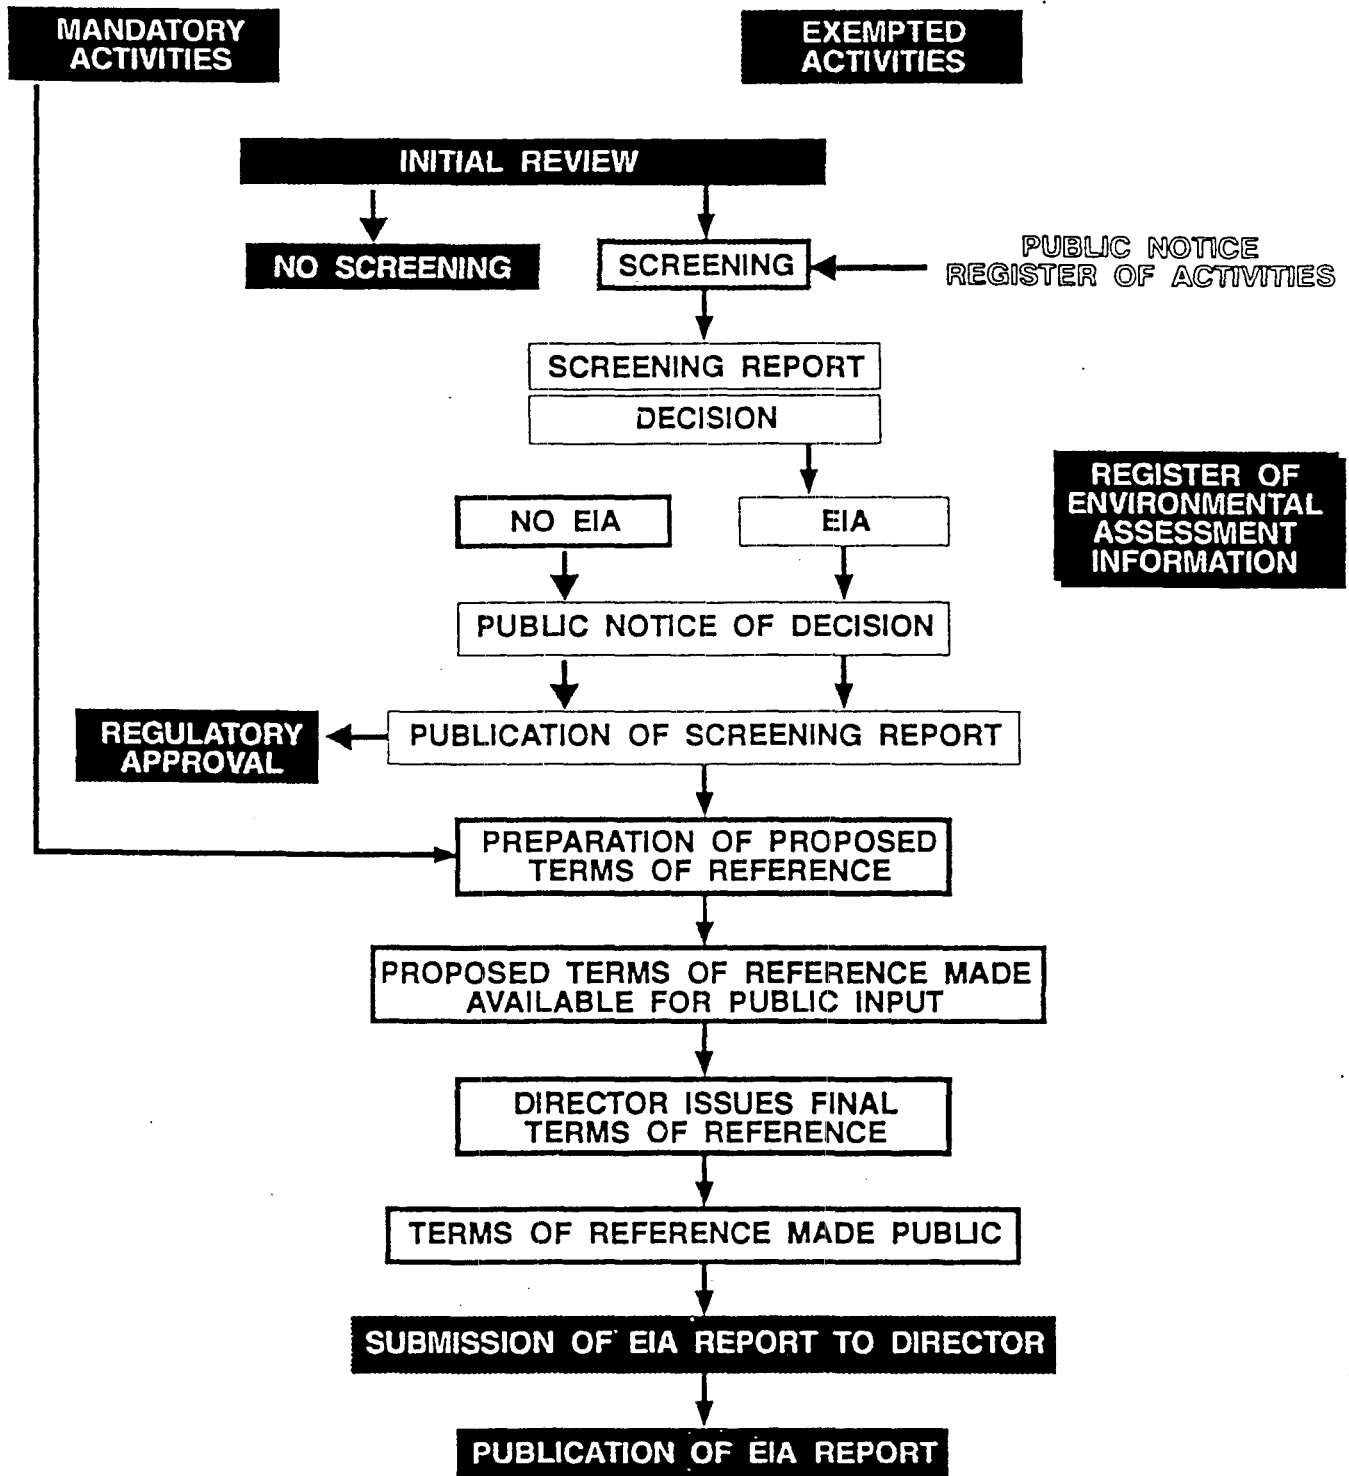 MANDATORY
ACTIVITIES
EXEMPTED
ACTIVITIES
INITIAL REVIEW
NO SCREENING
SCREENING
PUBLIC NOTICE
REGISTER OF ACTIVITIES
SCREENING REPORT
DECISION
NO EIA
EIA
REGISTER OF
ENVIRONMENTAL
ASSESSMENT
INFORMATION
PUBLIC NOTICE OF DECISION
REGULATORY
APPROVAL
PUBLICATION OF SCREENING REPORT
PREPARATION OF PROPOSED
TERMS OF REFERENCE
PROPOSED TERMS OF REFERENCE MADE
AVAILABLE FOR PUBLIC INPUT
DIRECTOR ISSUES FINAL
TERMS OF REFERENCE
TERMS OF REFERENCE MADE PUBLIC
SUBMISSION OF EIA REPORT TO DIRECTOR
PUBLICATION OF EIA REPORT